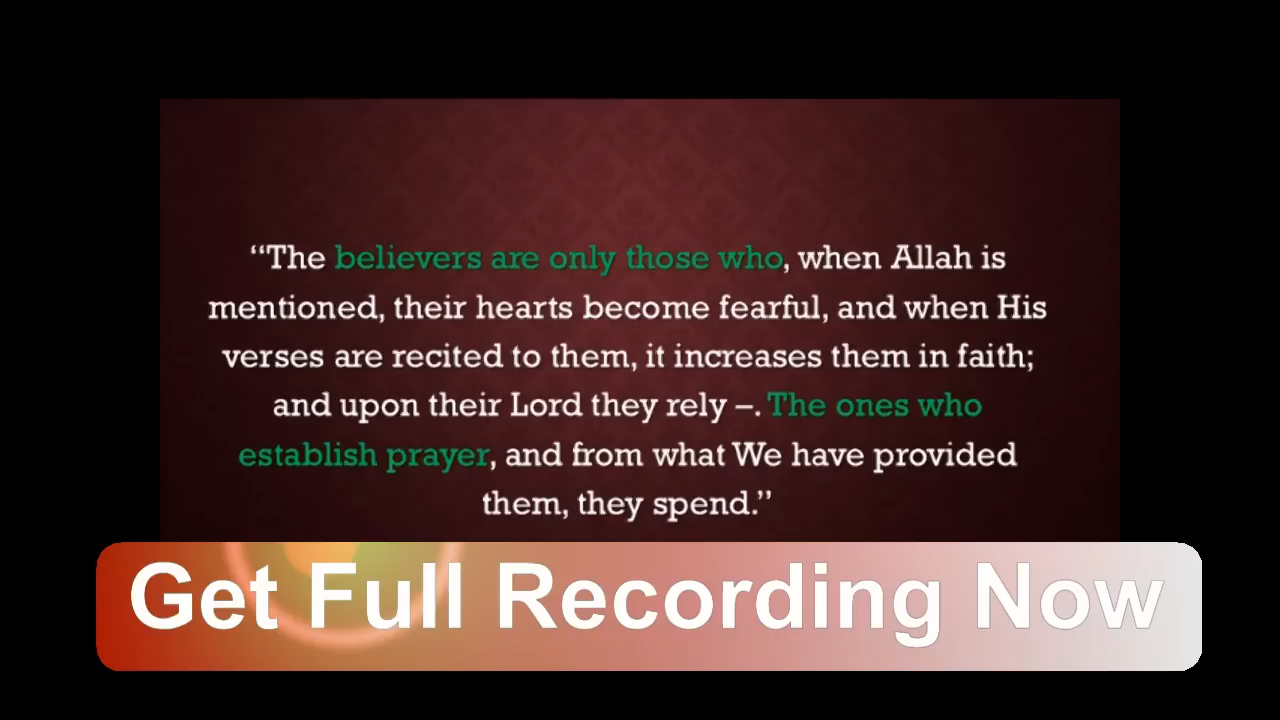 “The believers are only those who, when Allah is
mentioned, their hearts become fearful, and when His
verses are recited to them, it increases them in faith;
and upon their Lord they rely –. The ones who
establish prayer, and from what We have provided
them, they spend.”
Get Full Recording Now